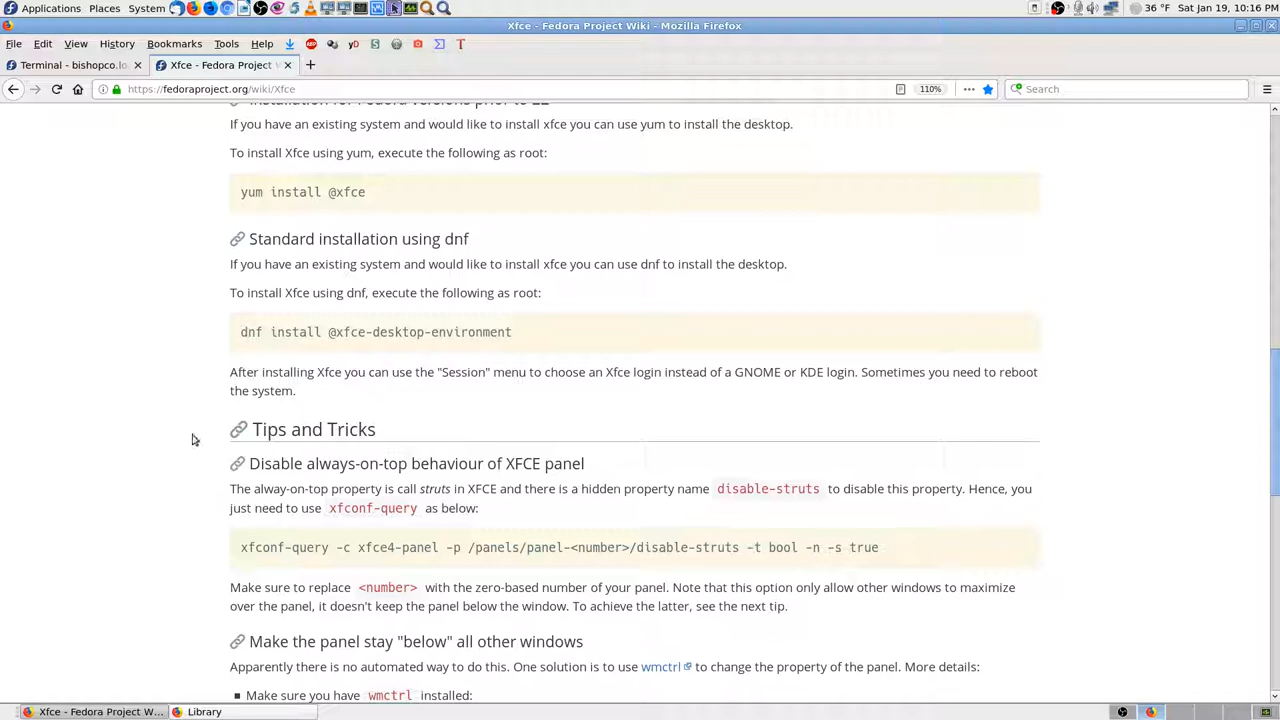 Applications Places System 36 °F Sat Jan 19, 10:16 PM
Xfce - Fedora Project Wiki - Mozilla Firefox
File Edit View History Bookmarks Tools Help
Terminal - bishopco.lo Xfce - Fedora Project W
https://fedoraproject.org/wiki/Xfce 110% Search
If you have an existing system and would like to install xfce you can use yum to install the desktop.
To install Xfce using yum, execute the following as root:
yum install @xfce
Standard installation using dnf
If you have an existing system and would like to install xfce you can use dnf to install the desktop.
To install Xfce using dnf, execute the following as root:
dnf install @xfce-desktop-environment
After installing Xfce you can use the "Session" menu to choose an Xfce login instead of a GNOME or KDE login. Sometimes you need to reboot
the system.
Tips and Tricks
Disable always-on-top behaviour of XFCE panel
The alway-on-top property is call struts in XFCE and there is a hidden property name disable-struts to disable this property. Hence, you
just need to use xfconf-query as below:
xfconf-query -c xfce4-panel -p /panels/panel-<number>/disable-struts -t bool -n -s true
Make sure to replace <number> with the zero-based number of your panel. Note that this option only allow other windows to maximize
over the panel, it doesn't keep the panel below the window. To achieve the latter, see the next tip.
Make the panel stay "below" all other windows
Apparently there is no automated way to do this. One solution is to use wmctrl to change the property of the panel. More details:
Make sure you have wmctrl installed:
Xfce - Fedora Project W... Library